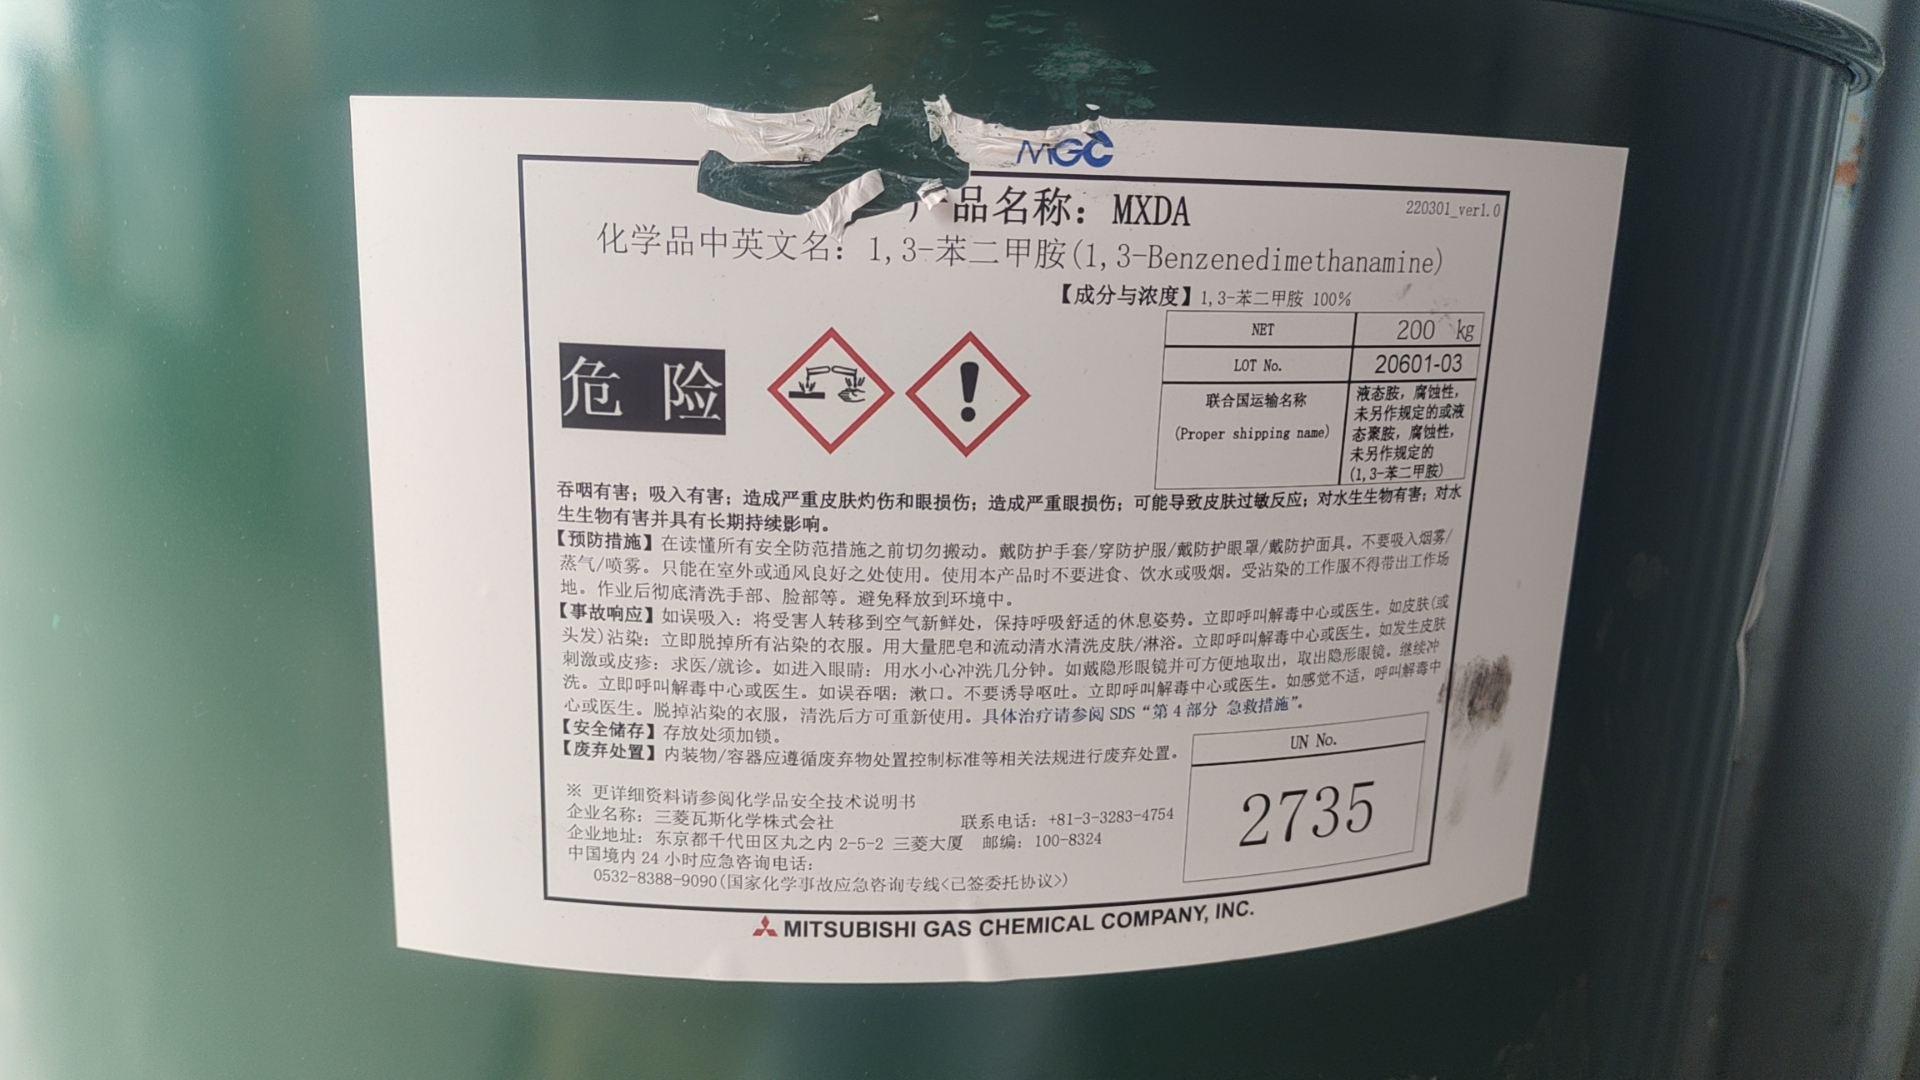 MGC
产品名称：MXDA
220301_ver1.0
化学品中英文名：1,3-苯二甲胺(1,3-Benzenedimethanamine)
【成分与浓度】1,3-苯二甲胺 100%
危 险
NET 200 kg
LOT No. 20601-03
联合国运输名称
(Proper shipping name)
液态胺，腐蚀性，
未另作规定的或液
态聚胺，腐蚀性，
未另作规定的
(1,3-苯二甲胺)
吞咽有害；吸入有害；造成严重皮肤灼伤和眼损伤；造成严重眼损伤；可能导致皮肤过敏反应；对水生生物有害；对水
生生物有害并具有长期持续影响。
【预防措施】在读懂所有安全防范措施之前切勿搬动。戴防护手套/穿防护服/戴防护眼罩/戴防护面具。不要吸入烟雾/
蒸气/喷雾。只能在室外或通风良好之处使用。使用本产品时不要进食、饮水或吸烟。受沾染的工作服不得带出工作场
地。作业后彻底清洗手部、脸部等。避免释放到环境中。
【事故响应】如误吸入：将受害人转移到空气新鲜处，保持呼吸舒适的休息姿势。立即呼叫解毒中心或医生。如皮肤(或
头发)沾染：立即脱掉所有沾染的衣服。用大量肥皂和流动清水清洗皮肤/淋浴。立即呼叫解毒中心或医生。如发生皮肤
刺激或皮疹：求医/就诊。如进入眼睛：用水小心冲洗几分钟。如戴隐形眼镜并可方便地取出，取出隐形眼镜。继续冲
洗。立即呼叫解毒中心或医生。如误吞咽：漱口。不要诱导呕吐。立即呼叫解毒中心或医生。如感觉不适，呼叫解毒中
心或医生。脱掉沾染的衣服，清洗后方可重新使用。具体治疗请参阅 SDS“第 4 部分 急救措施”。
【安全储存】存放处须加锁。
【废弃处置】内装物/容器应遵循废弃物处置控制标准等相关法规进行废弃处置。
UN No.
2735
※ 更详细资料请参阅化学品安全技术说明书
企业名称：三菱瓦斯化学株式会社 联系电话：+81-3-3283-4754
企业地址：东京都千代田区丸之内 2-5-2 三菱大厦 邮编：100-8324
中国境内 24 小时应急咨询电话：
0532-8388-9090(国家化学事故应急咨询专线<已签委托协议>)
MITSUBISHI GAS CHEMICAL COMPANY, INC.